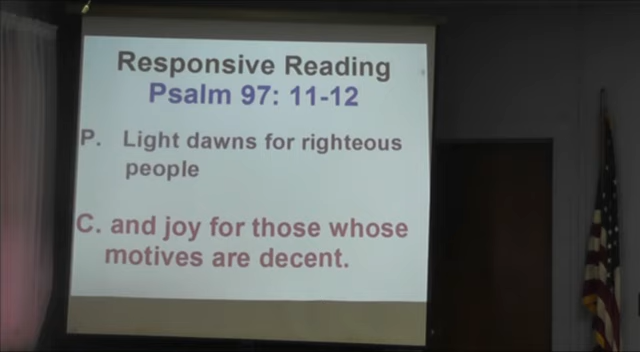 Responsive Reading
Psalm 97: 11-12
P. Light dawns for righteous
people
C. and joy for those whose
motives are decent.